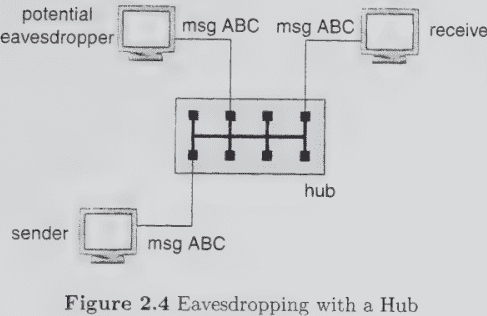 potential
eavesdropper
msg ABC
msg ABC
receive
hub
sender
msg ABC
Figure 2.4 Eavesdropping with a Hub